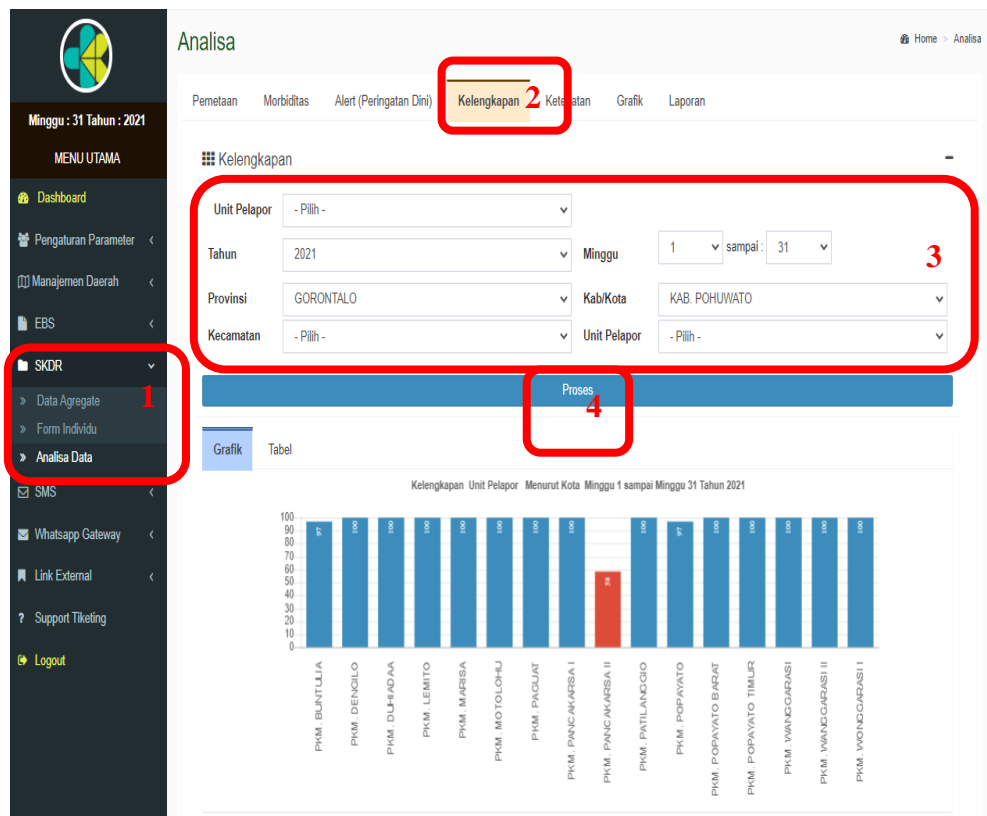 Analisa
Home > Analisa
Minggu : 31 Tahun : 2021
MENU UTAMA
Dashboard
Pengaturan Parameter
Manajemen Daerah
EBS
SKDR
1
» Data Agregate
» Form Individu
» Analisa Data
SMS
Whatsapp Gateway
Link External
? Support Tiketing
Logout
Pemetaan Morbiditas Alert (Peringatan Dini) Kelengkapan 2 Ketepatan Grafik Laporan
Kelengkapan
Unit Pelapor - Pilih -
Tahun 2021 Minggu 1 sampai : 31
3
Provinsi GORONTALO Kab/Kota KAB. POHUWATO
Kecamatan - Pilih - Unit Pelapor - Pilih -
Proses
4
Grafik Tabel
Kelengkapan Unit Pelapor Menurut Kota Minggu 1 sampai Minggu 31 Tahun 2021
100
90
80
70
60
50
40
30
20
10
0
97 100 100 100 100 100 100 100 58 100 97 100 100 100 100 100
PKM. BUNTULIA
PKM. DENGILO
PKM. DUHIADAA
PKM. LEMITO
PKM. MARISA
PKM. MOTOLOHU
PKM. PAGUAT
PKM. PANCAKARSA I
PKM. PANCAKARSA II
PKM. PATILANGGIO
PKM. POPAYATO
PKM. POPAYATO BARAT
PKM. POPAYATO TIMUR
PKM. WANGGARASI
PKM. WANGGARASI II
PKM. WONGGARASI I